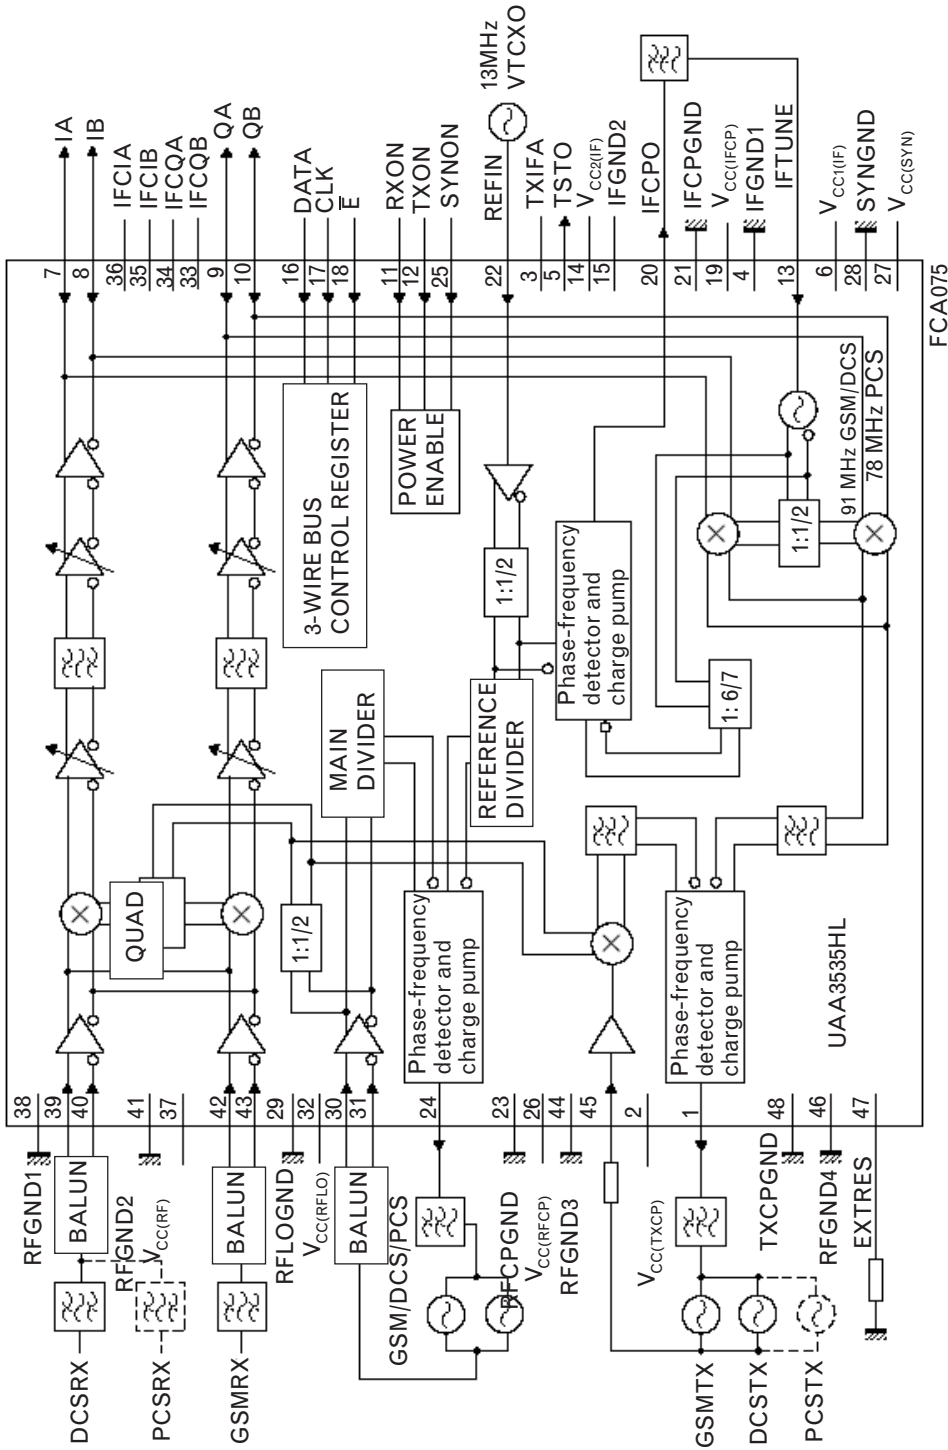 IA
IB
IFCIA
IFCIB
IFCQA
IFCQB
QA
QB
DATA
CLK
E
RXON
TXON
SYNON
REFIN
13MHz
VTCXO
TXIFA
TSTO
VCC2(IF)
IFGND2
IFCPO
IFCPGND
VCC(IFCP)
IFGND1
IFTUNE
VCC1(IF)
SYNGND
VCC(SYN)
7
8
36
35
34
33
9
10
16
17
18
11
12
25
22
3
5
14
15
20
21
19
4
13
6
28
27
FCA075
3-WIRE BUS
CONTROL REGISTER
POWER
ENABLE
1:1/2
Phase-frequency
detector and
charge pump
1:1/2
91 MHz GSM/DCS
78 MHz PCS
MAIN
DIVIDER
REFERENCE
DIVIDER
1: 6/7
QUAD
1:1/2
Phase-frequency
detector and
charge pump
Phase-frequency
detector and
charge pump
UAA3535HL
38
39
40
41
37
42
43
29
32
30
31
24
23
26
44
45
2
1
48
46
47
RFGND1
BALUN
RFGND2
VCC(RF)
BALUN
RFLOGND
VCC(RFLO)
BALUN
GSM/DCS/PCS
RFCPGND
VCC(RFCP)
RFGND3
VCC(TXCP)
TXCPGND
RFGND4
EXTRES
DCSRX
PCSRX
GSMRX
GSMTX
DCSTX
PCSTX